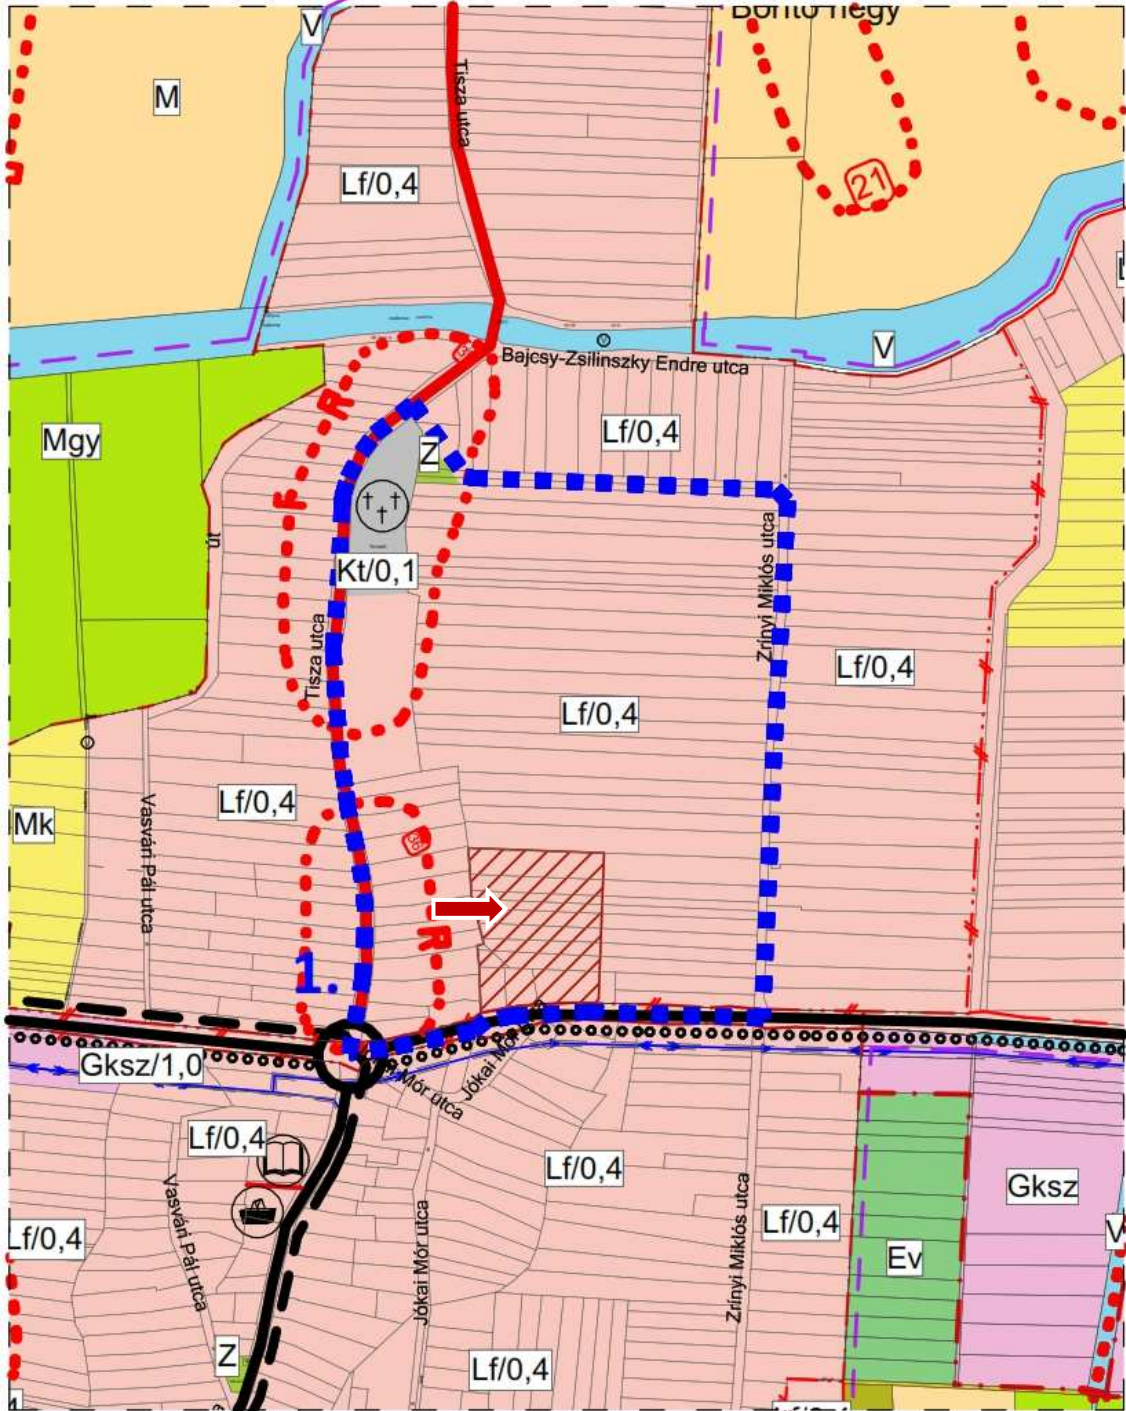 Bontó hegy
V
M
Tisza utca
Lf/0,4
21
V
Bajcsy-Zsilinszky Endre utca
Mgy
R
Lf/0,4
Z
út
Kt/0,1
Zrínyi Miklós utca
Tisza utca
Lf/0,4
Lf/0,4
Lf/0,4
Mk
Vasvári Pál utca
R
1.
Gksz/1,0
Mór utca
Jókai Mór
Lf/0,4
Lf/0,4
Gksz
Vasvári Pál utca
Jókai Mór utca
Zrínyi Miklós utca
Lf/0,4
Lf/0,4
V
Ev
Z
Lf/0,4